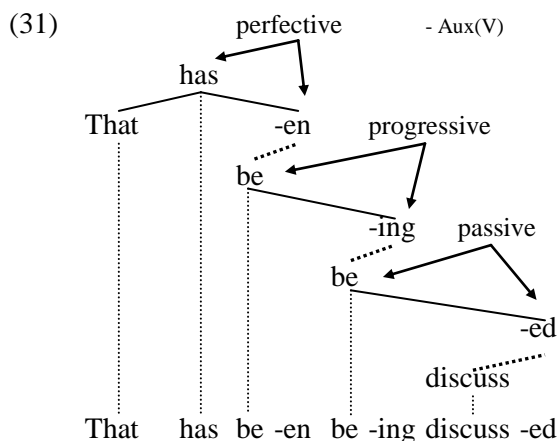 (31) perfective - Aux(V)
has
That -en progressive
be
-ing passive
be
-ed
discuss
That has be -en be -ing discuss -ed